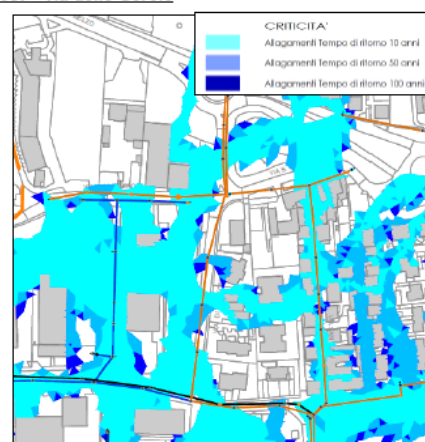 CRITICITA'
Allagamenti Tempo di ritorno 10 anni
Allagamenti Tempo di ritorno 50 anni
Allagamenti Tempo di ritorno 100 anni